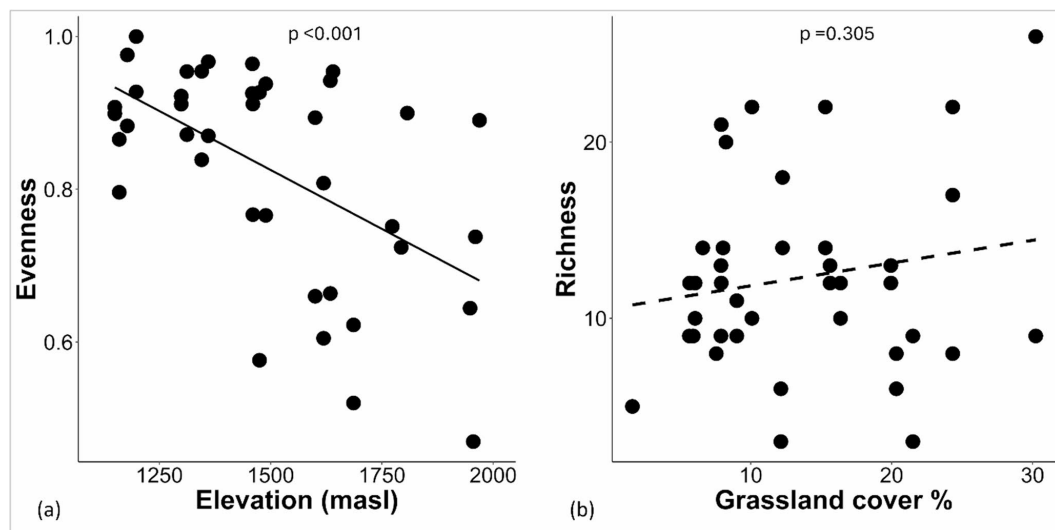 p <0.001
1.0
0.8
0.6
Evenness
1250 1500 1750 2000
Elevation (masl)
(a)
p =0.305
20
10
Richness
10 20 30
Grassland cover %
(b)